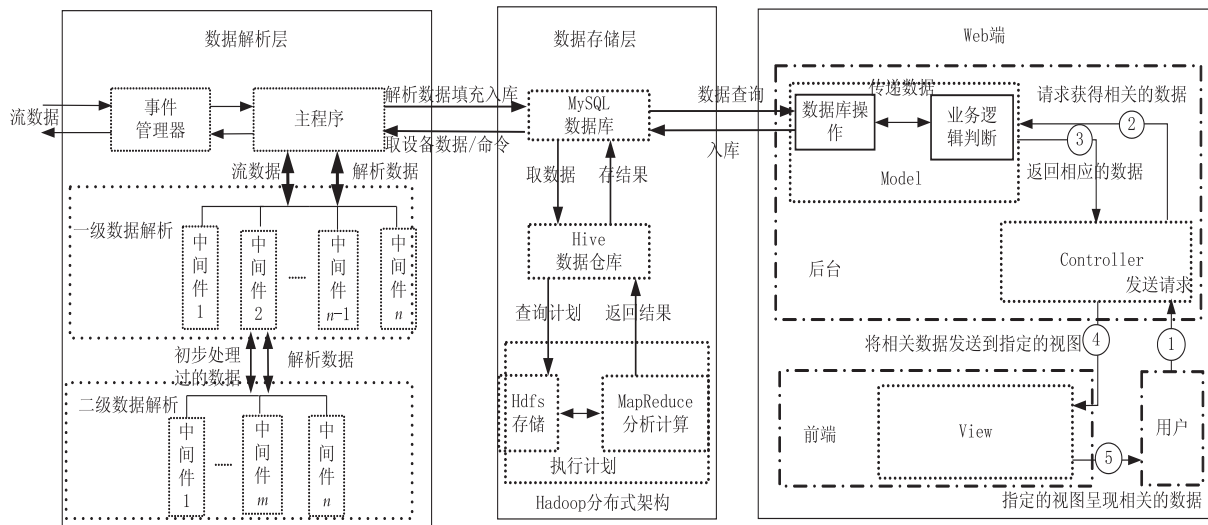 数据解析层
流数据
事件
管理器
主程序
解析数据填充入库
取设备数据/命令
流数据
解析数据
一级数据解析
中间件1
中间件2
......
中间件n-1
中间件n
初步处理
过的数据
解析数据
二级数据解析
中间件1
......
中间件m
中间件n
数据存储层
MySQL
数据库
取数据
存结果
Hive
数据仓库
查询计划
返回结果
Hdfs
存储
MapReduce
分析计算
执行计划
Hadoop分布式架构
数据查询
入库
Web端
传递数据
数据库操
作
业务逻
辑判断
Model
请求获得相关的数据
②
③
返回相应的数据
Controller
后台
发送请求
将相关数据发送到指定的视图
④
①
前端
View
用户
⑤
指定的视图呈现相关的数据